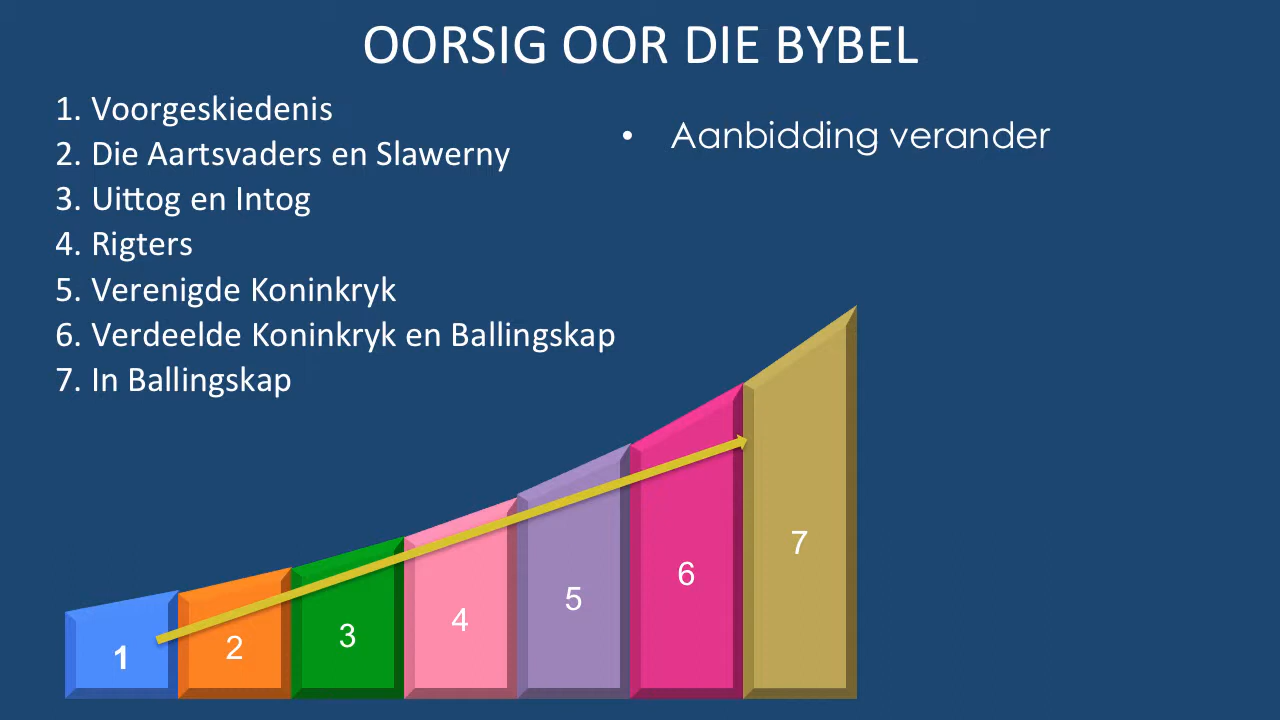 OORSIG OOR DIE BYBEL
1. Voorgeskiedenis
2. Die Aartsvaders en Slawerny
3. Uittog en Intog
4. Rigters
5. Verenigde Koninkryk
6. Verdeelde Koninkryk en Ballingskap
7. In Ballingskap
• Aanbidding verander
1
2
3
4
5
6
7